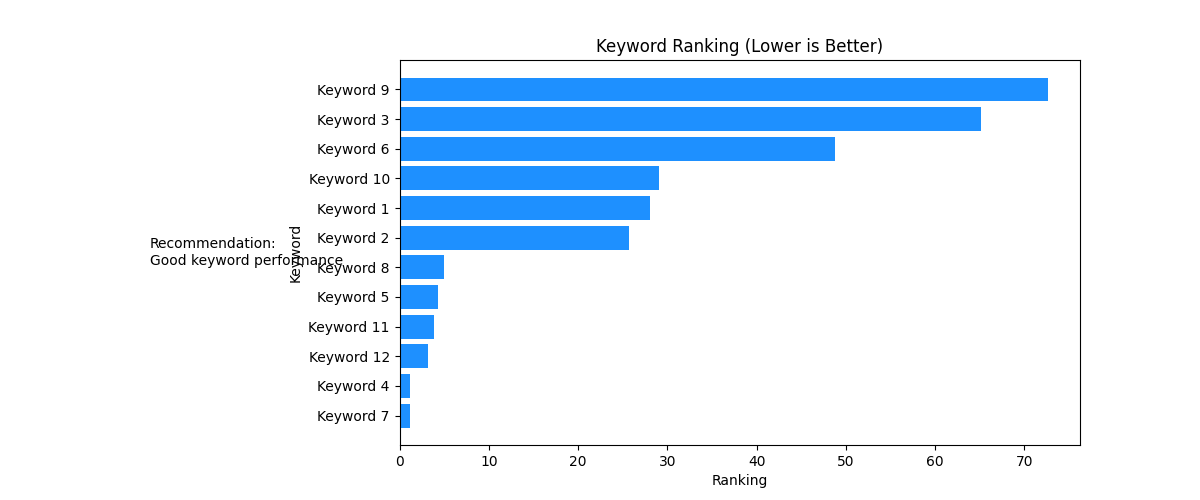 Keyword Ranking (Lower is Better)
Keyword 9
Keyword 3
Keyword 6
Keyword 10
Keyword 1
Keyword 2
Keyword 8
Keyword 5
Keyword 11
Keyword 12
Keyword 4
Keyword 7
Keyword
Recommendation:
Good keyword performance
0 10 20 30 40 50 60 70
Ranking